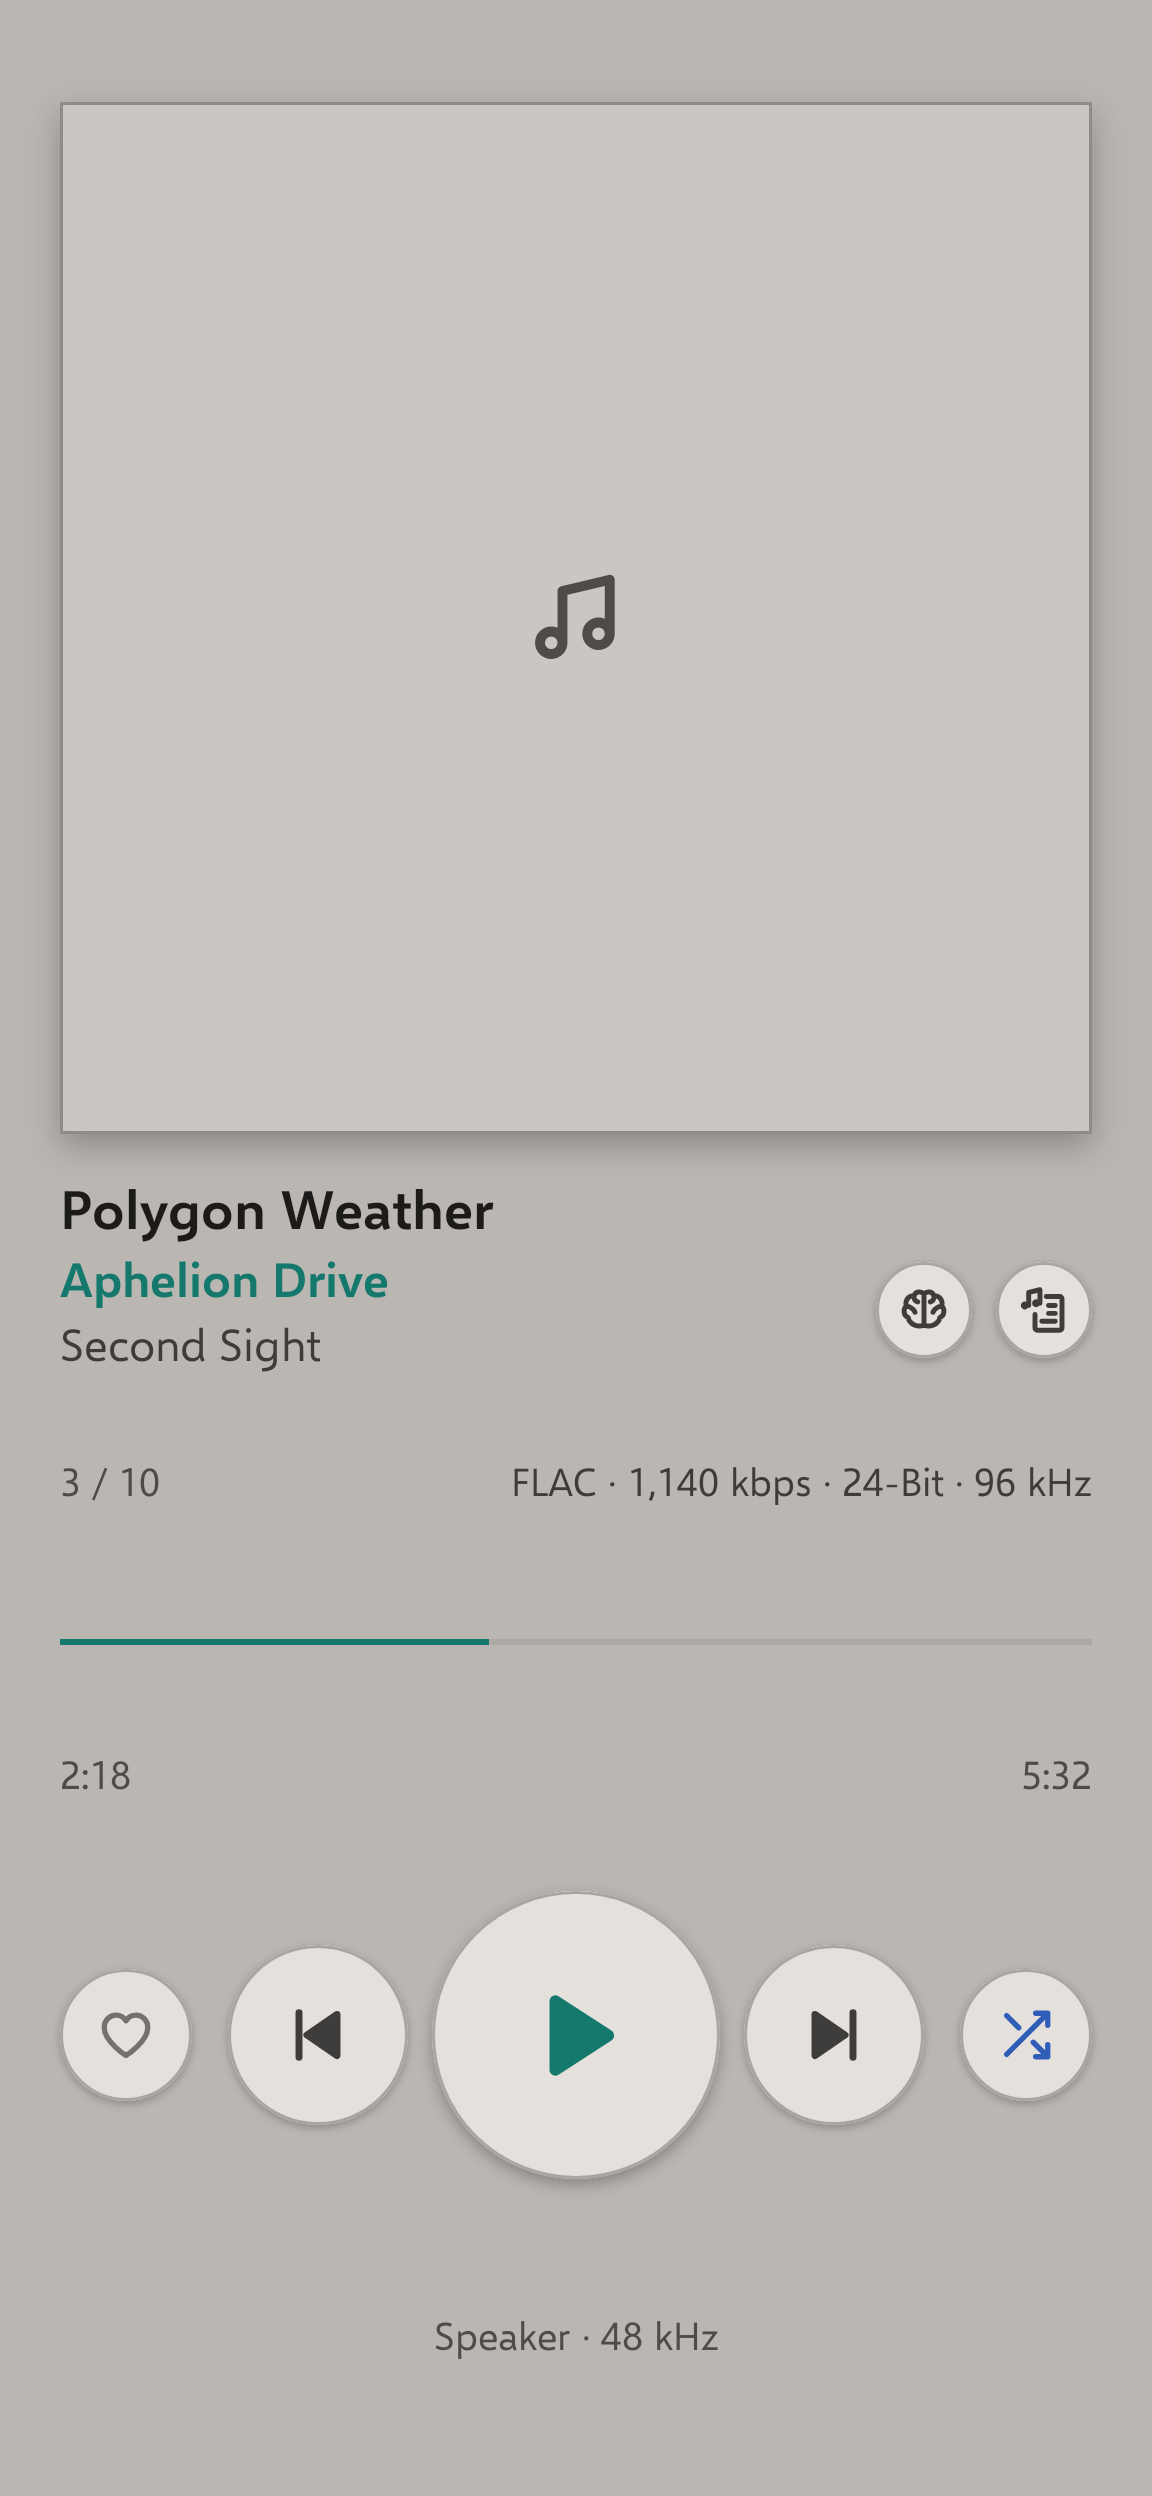 Polygon Weather
Aphelion Drive
Second Sight
3 / 10
FLAC · 1,140 kbps · 24-Bit · 96 kHz
2:18
5:32
Speaker · 48 kHz